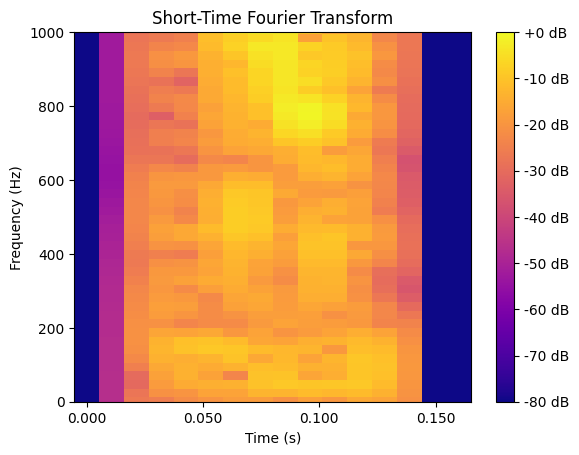 Short-Time Fourier Transform
1000
800
600
400
200
0
Frequency (Hz)
0.000
0.050
0.100
0.150
Time (s)
+0 dB
-10 dB
-20 dB
-30 dB
-40 dB
-50 dB
-60 dB
-70 dB
-80 dB